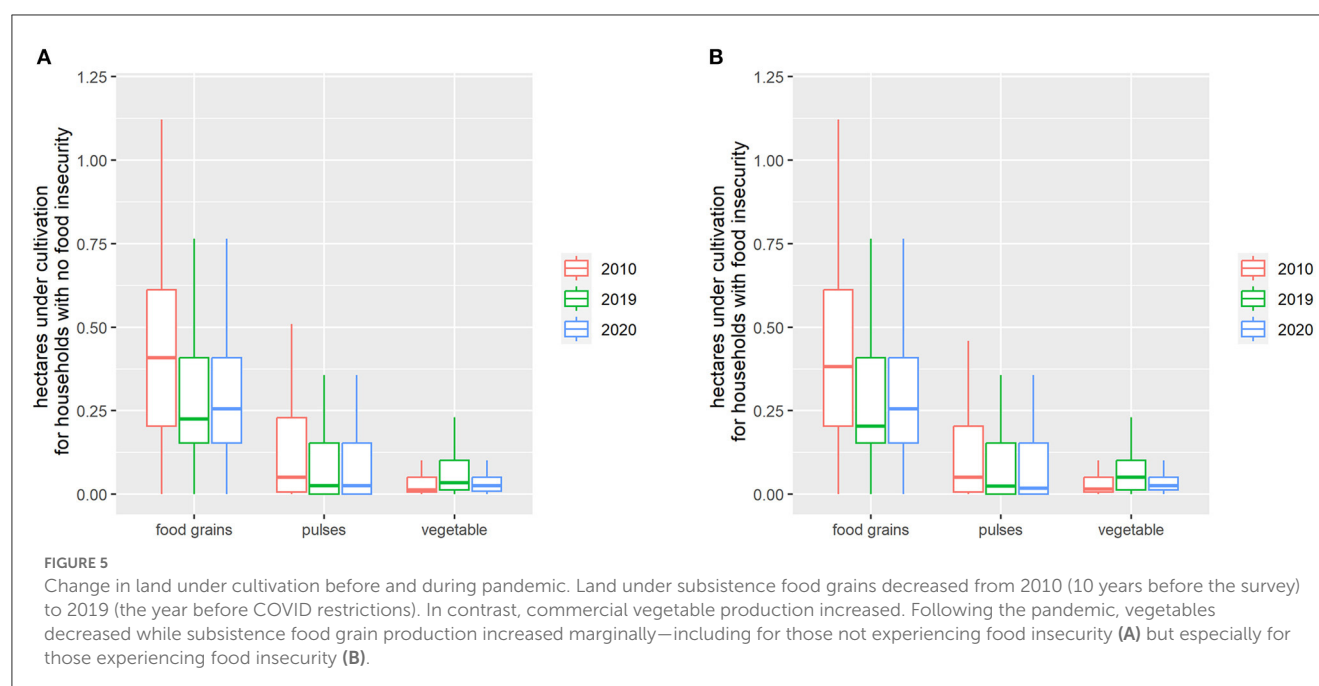 A
hectares under cultivation
for households with no food insecurity
1.25
1.00
0.75
0.50
0.25
0.00
food grains pulses vegetable
2010
2019
2020
B
hectares under cultivation
for households with food insecurity
1.25
1.00
0.75
0.50
0.25
0.00
food grains pulses vegetable
2010
2019
2020
FIGURE 5
Change in land under cultivation before and during pandemic. Land under subsistence food grains decreased from 2010 (10 years before the survey)
to 2019 (the year before COVID restrictions). In contrast, commercial vegetable production increased. Following the pandemic, vegetables
decreased while subsistence food grain production increased marginally—including for those not experiencing food insecurity (A) but especially for
those experiencing food insecurity (B).